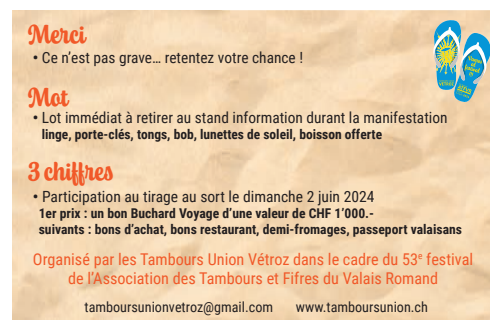 Merci
• Ce n'est pas grave... retentez votre chance !
Mot
• Lot immédiat à retirer au stand information durant la manifestation
linge, porte-clés, tongs, bob, lunettes de soleil, boisson offerte
3 chiffres
• Participation au tirage au sort le dimanche 2 juin 2024
1er prix : un bon Buchard Voyage d'une valeur de CHF 1'000.-
suivants : bons d'achat, bons restaurant, demi-fromages, passeport valaisans
Organisé par les Tambours Union Vétroz dans le cadre du 53e festival
de l'Association des Tambours et Fifres du Valais Romand
tamboursunionvetroz@gmail.com www.tamboursunion.ch